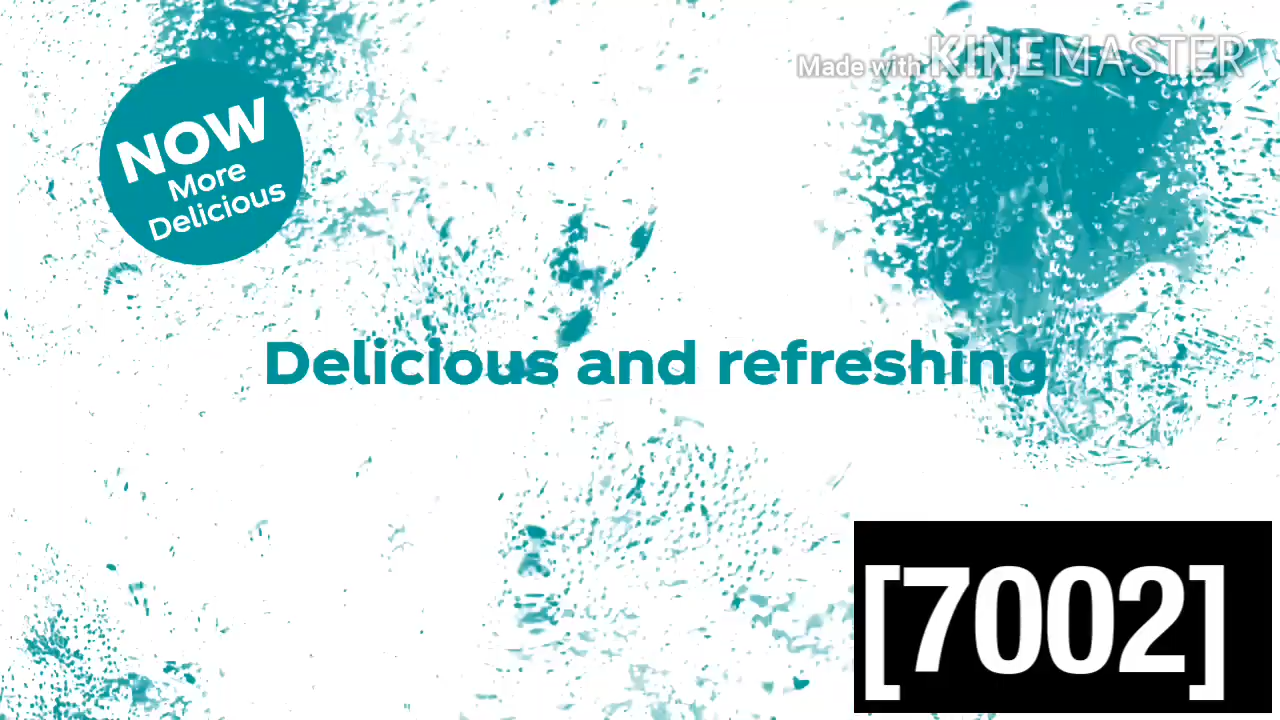 Made with KINEMASTER
NOW
More
Delicious
Delicious and refreshing
[7002]